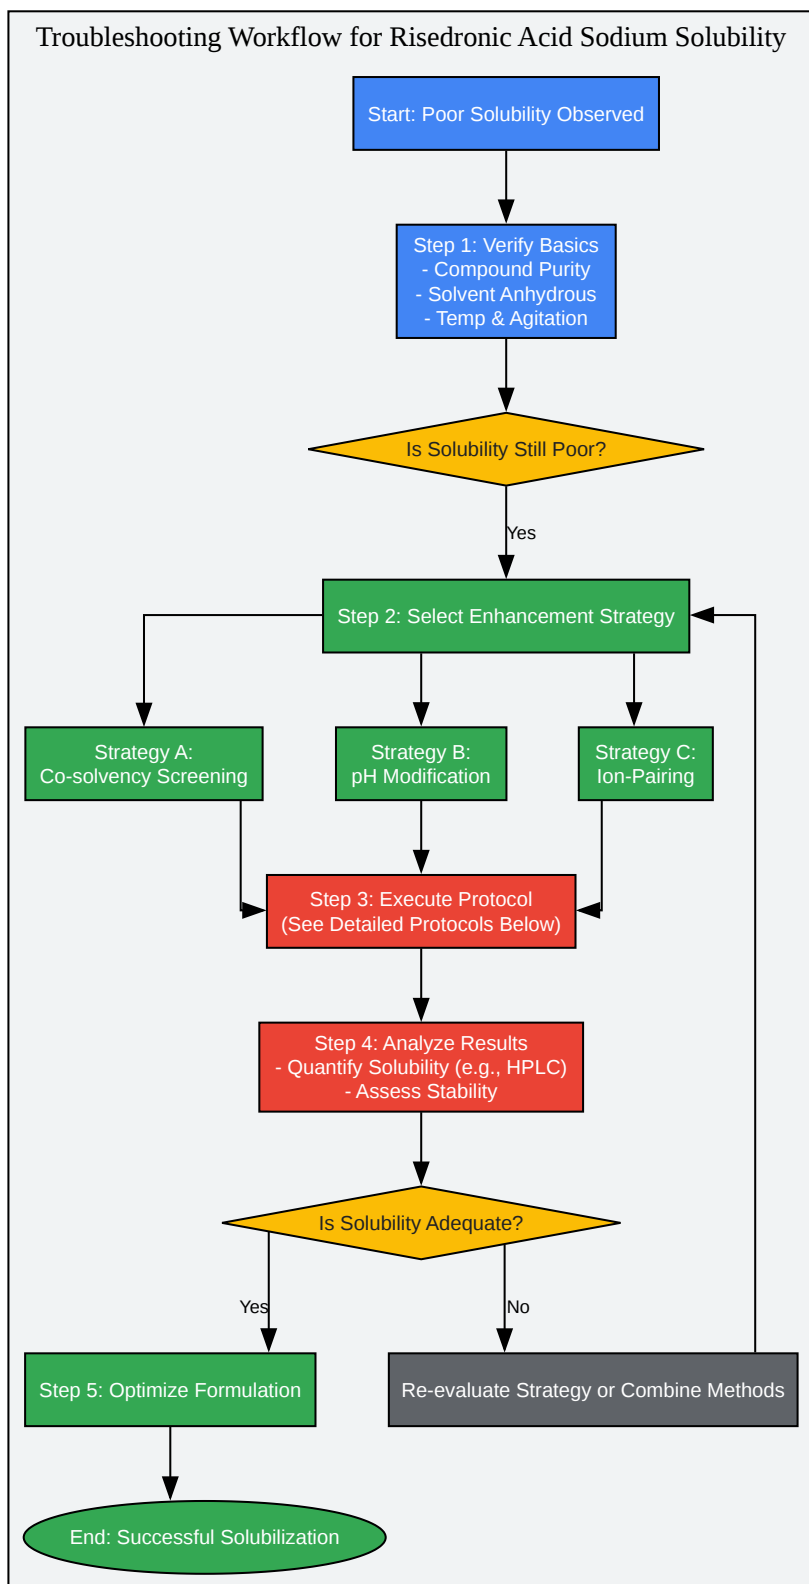 Troubleshooting Workflow for Risedronic Acid Sodium Solubility
Start: Poor Solubility Observed
Step 1: Verify Basics
- Compound Purity
- Solvent Anhydrous
- Temp & Agitation
Is Solubility Still Poor?
Yes
Step 2: Select Enhancement Strategy
Strategy A:
Co-solvency Screening
Strategy B:
pH Modification
Strategy C:
Ion-Pairing
Step 3: Execute Protocol
(See Detailed Protocols Below)
Step 4: Analyze Results
- Quantify Solubility (e.g., HPLC)
- Assess Stability
Is Solubility Adequate?
Yes
No
Step 5: Optimize Formulation
Re-evaluate Strategy or Combine Methods
End: Successful Solubilization